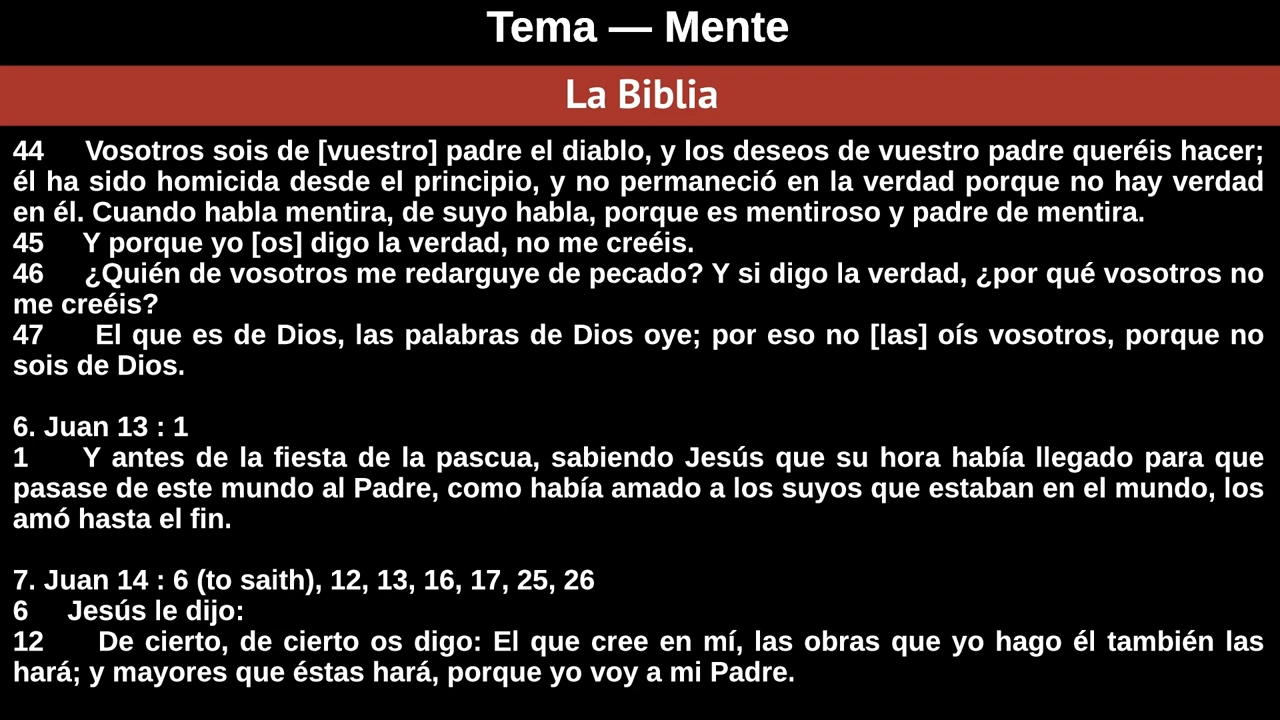 Tema — Mente
La Biblia
44 Vosotros sois de [vuestro] padre el diablo, y los deseos de vuestro padre queréis hacer;
él ha sido homicida desde el principio, y no permaneció en la verdad porque no hay verdad
en él. Cuando habla mentira, de suyo habla, porque es mentiroso y padre de mentira.
45 Y porque yo [os] digo la verdad, no me creéis.
46 ¿Quién de vosotros me redarguye de pecado? Y si digo la verdad, ¿por qué vosotros no
me creéis?
47 El que es de Dios, las palabras de Dios oye; por eso no [las] oís vosotros, porque no
sois de Dios.
6. Juan 13 : 1
1 Y antes de la fiesta de la pascua, sabiendo Jesús que su hora había llegado para que
pasase de este mundo al Padre, como había amado a los suyos que estaban en el mundo, los
amó hasta el fin.
7. Juan 14 : 6 (to saith), 12, 13, 16, 17, 25, 26
6 Jesús le dijo:
12 De cierto, de cierto os digo: El que cree en mí, las obras que yo hago él también las
hará; y mayores que éstas hará, porque yo voy a mi Padre.